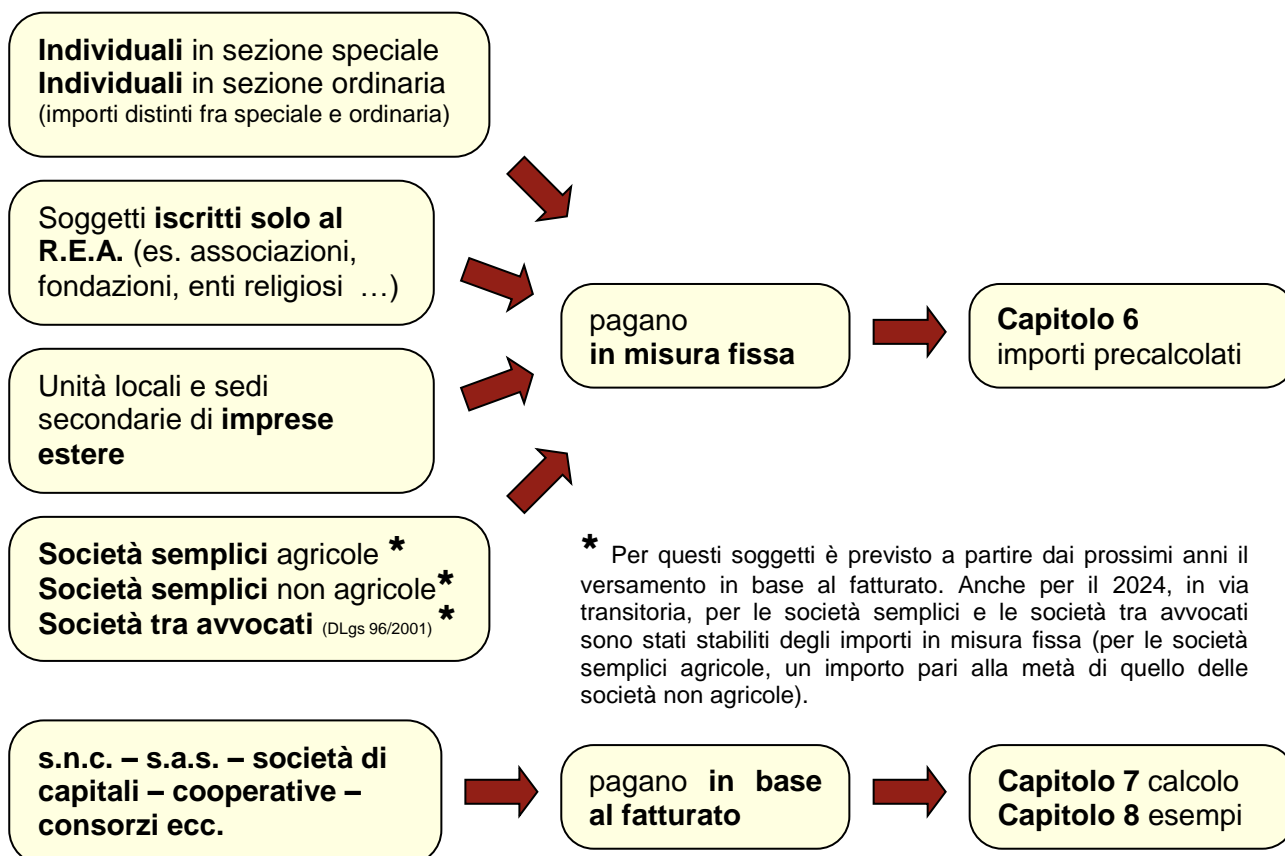 Individuali in sezione speciale
Individuali in sezione ordinaria
(importi distinti fra speciale e ordinaria)
Soggetti iscritti solo al
R.E.A. (es. associazioni,
fondazioni, enti religiosi …)
Unità locali e sedi
secondarie di imprese
estere
Società semplici agricole *
Società semplici non agricole*
Società tra avvocati (DLgs 96/2001) *
pagano
in misura fissa
Capitolo 6
importi precalcolati
* Per questi soggetti è previsto a partire dai prossimi anni il
versamento in base al fatturato. Anche per il 2024, in via
transitoria, per le società semplici e le società tra avvocati
sono stati stabiliti degli importi in misura fissa (per le società
semplici agricole, un importo pari alla metà di quello delle
società non agricole).
s.n.c. – s.a.s. – società di
capitali – cooperative –
consorzi ecc.
pagano in base
al fatturato
Capitolo 7 calcolo
Capitolo 8 esempi